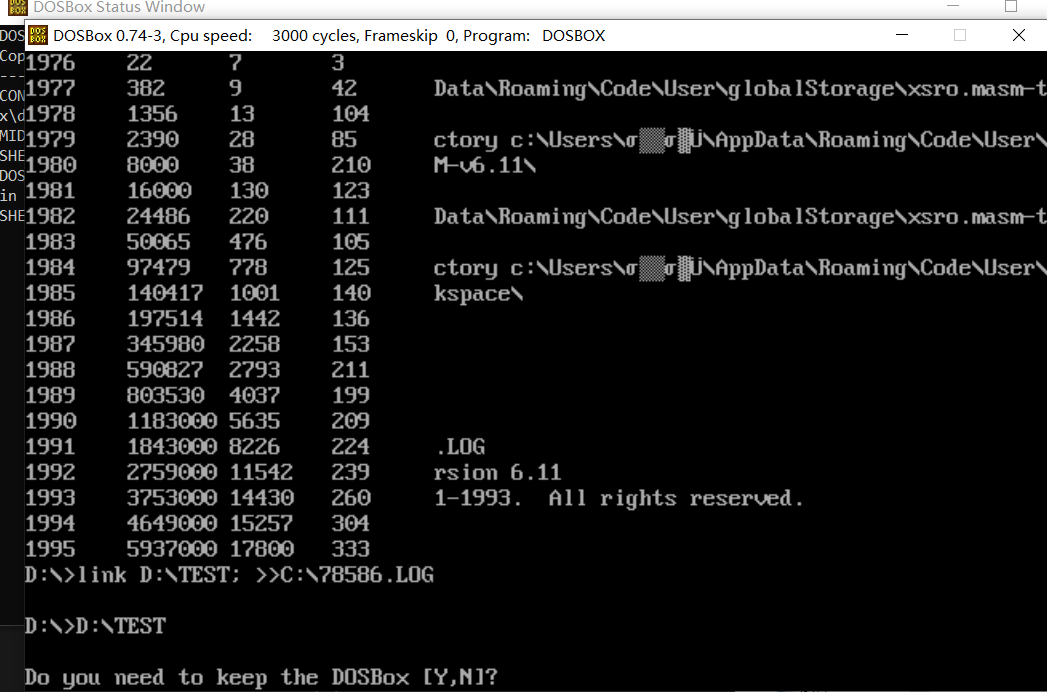 DOSBox Status Window
DOSBox 0.74-3, Cpu speed: 3000 cycles, Frameskip 0, Program: DOSBOX
DOS
Cop
---
CON
x\d
MID
SHE
DOS
in
SHE
1976 22 7 3
1977 382 9 42 Data\Roaming\Code\User\globalStorage\xsro.masm-t
1978 1356 13 104
1979 2390 28 85 ctory c:\Users\σ▒▒σ▓Ü\AppData\Roaming\Code\User\
1980 8000 38 210 M-v6.11\
1981 16000 130 123
1982 24486 220 111 Data\Roaming\Code\User\globalStorage\xsro.masm-t
1983 50065 476 105
1984 97479 778 125 ctory c:\Users\σ▒▒σ▓Ü\AppData\Roaming\Code\User\
1985 140417 1001 140 kspace\
1986 197514 1442 136
1987 345980 2258 153
1988 590827 2793 211
1989 803530 4037 199
1990 1183000 5635 209
1991 1843000 8226 224 .LOG
1992 2759000 11542 239 rsion 6.11
1993 3753000 14430 260 1-1993. All rights reserved.
1994 4649000 15257 304
1995 5937000 17800 333
D:\>link D:\TEST; >>C:\78586.LOG
D:\>D:\TEST
Do you need to keep the DOSBox [Y,N]?